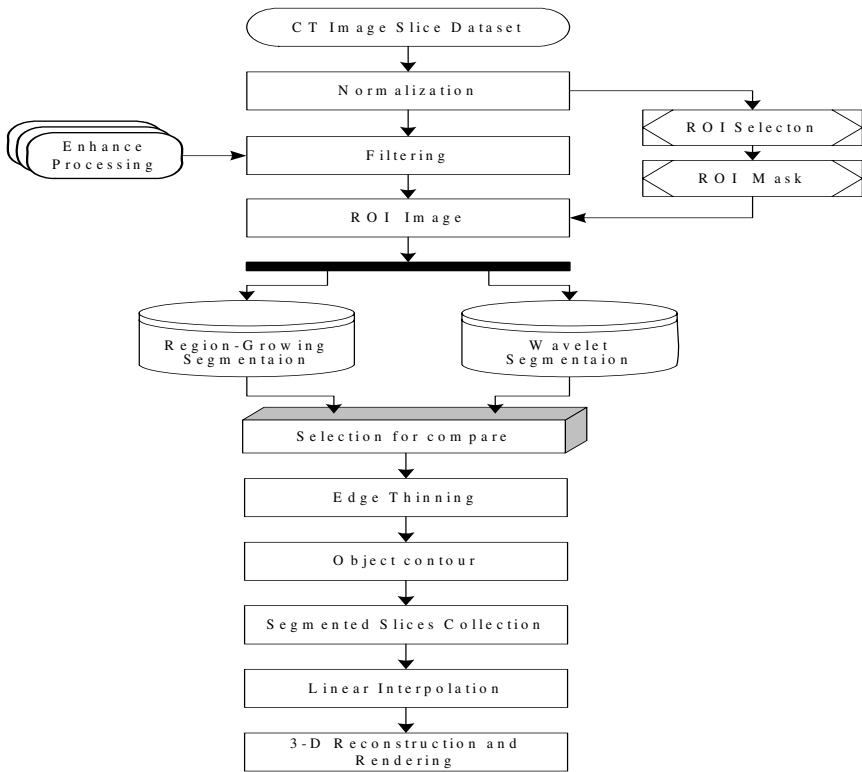 CT Image Slice Dataset
Normalization
ROI Selecton
Enhance
Processing
Filtering
ROI Mask
ROI Image
Region-Growing
Segmentaion
Wavelet
Segmentaion
Selection for compare
Edge Thinning
Object contour
Segmented Slices Collection
Linear Interpolation
3-D Reconstruction and
Rendering